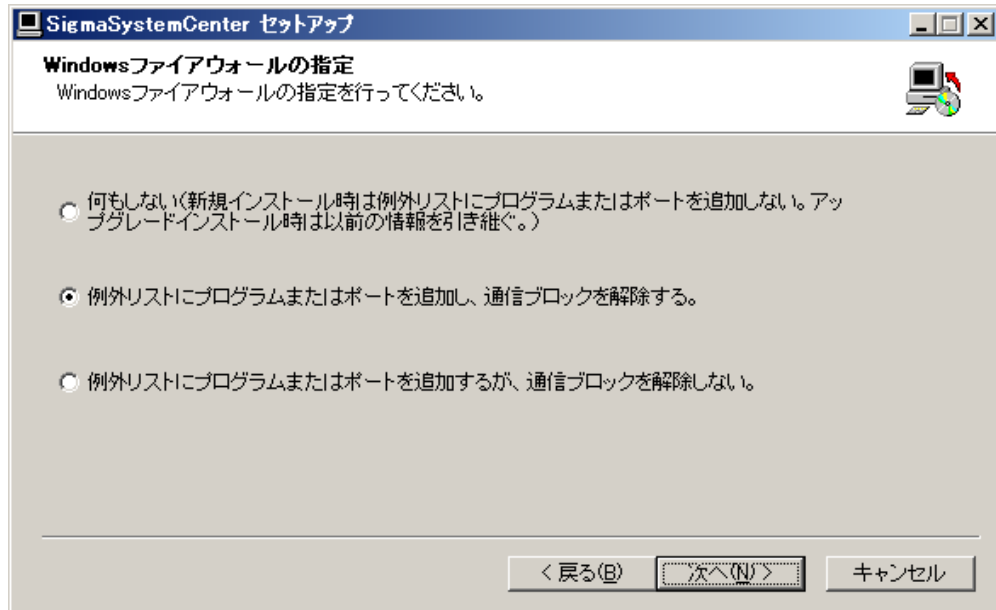 SigmaSystemCenter セットアップ
Windowsファイアウォールの指定
Windowsファイアウォールの指定を行ってください。
何もしない(新規インストール時は例外リストにプログラムまたはポートを追加しない。アッ
プグレードインストール時は以前の情報を引き継ぐ。)
例外リストにプログラムまたはポートを追加し、通信ブロックを解除する。
例外リストにプログラムまたはポートを追加するが、通信ブロックを解除しない。
< 戻る(B) 次へ(N) > キャンセル